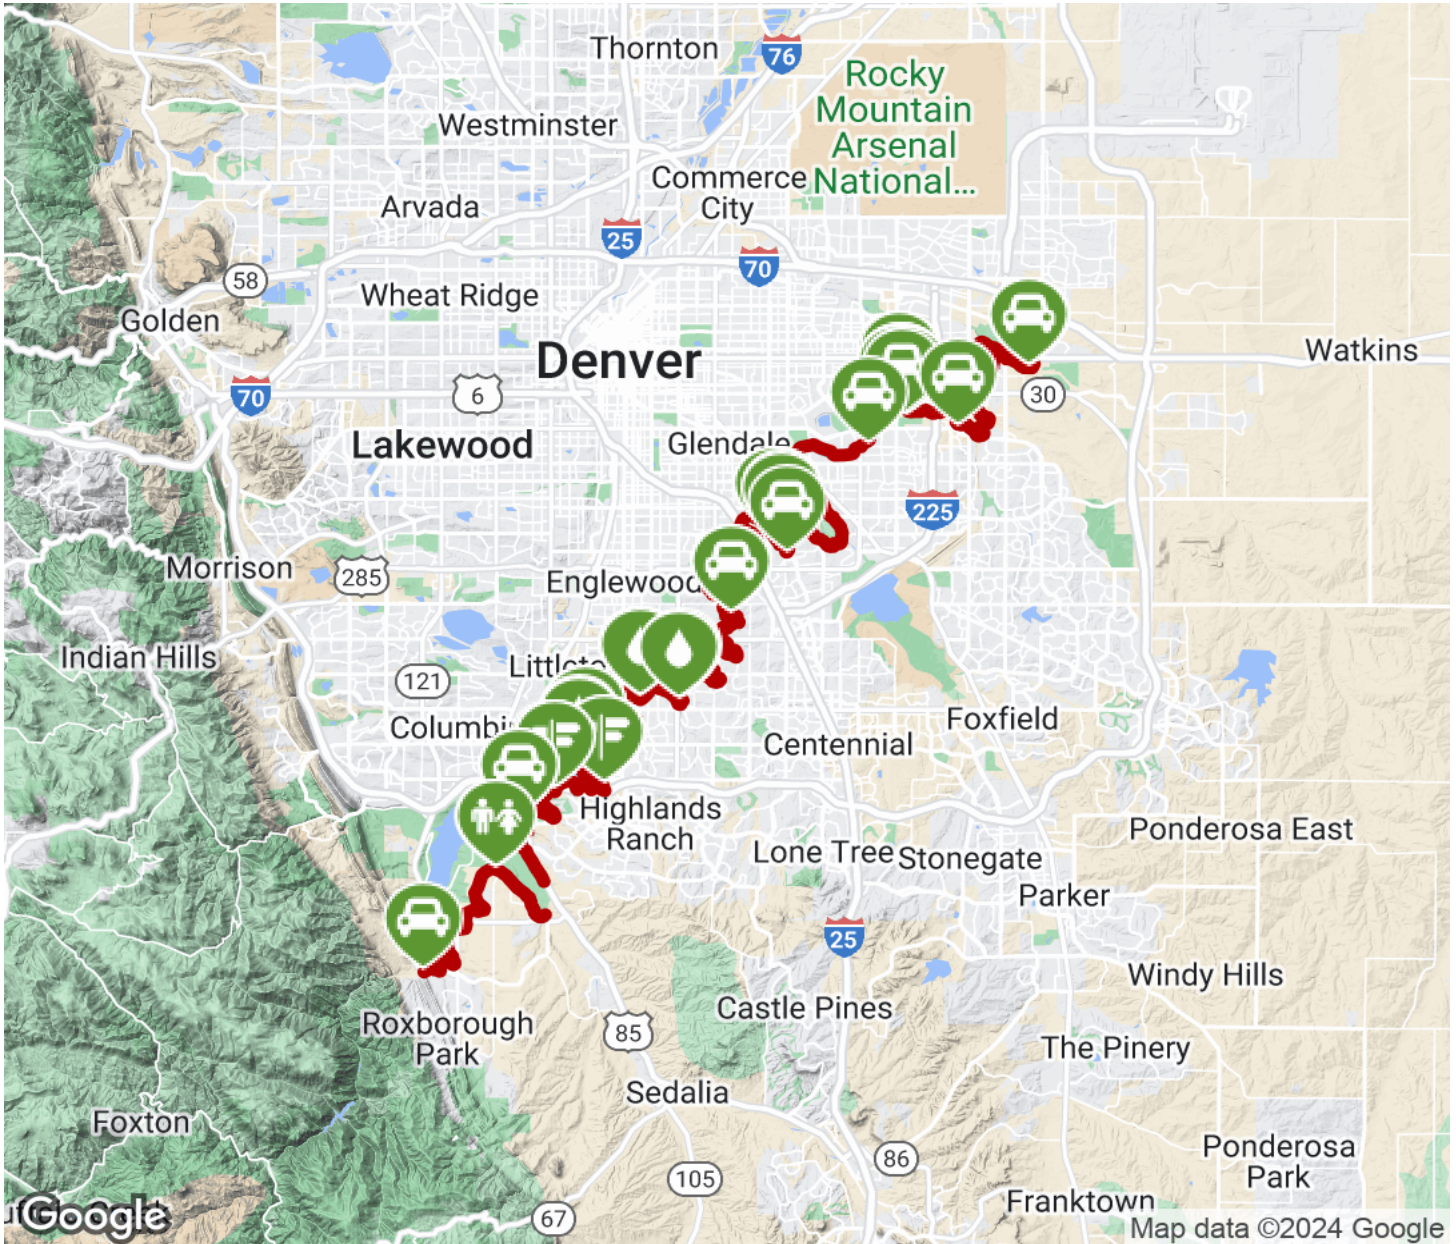 Thornton
76
Rocky
Mountain
Arsenal
National...
Westminster
Commerce
City
Arvada
25
70
58
Wheat Ridge
Golden
Denver
Watkins
70
6
30
Lakewood
Glendale
225
Morrison
285
Englewood
Indian Hills
Littlet
121
Columbi
Foxfield
Centennial
Highlands
Ranch
Ponderosa East
Lone Tree
Stonegate
Parker
25
Windy Hills
Castle Pines
Roxborough
Park
85
The Pinery
Sedalia
Foxton
86
Ponderosa
Park
105
Franktown
67
Google
Map data ©2024 Google